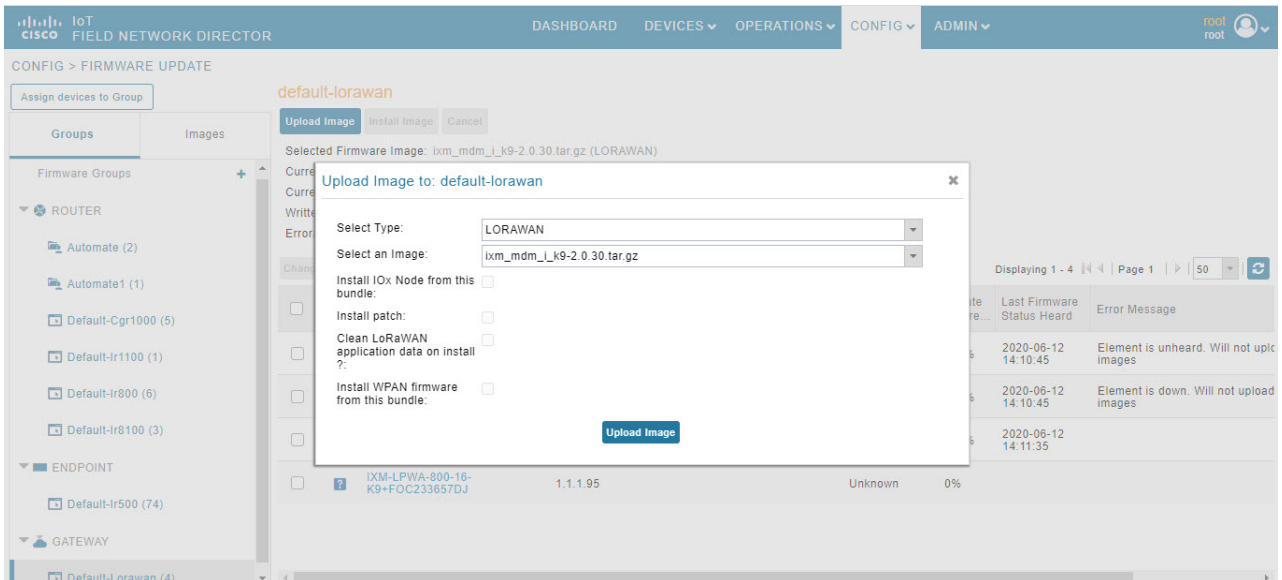 IoT
CISCO FIELD NETWORK DIRECTOR
DASHBOARD DEVICES OPERATIONS CONFIG ADMIN
root
root
CONFIG > FIRMWARE UPDATE
Assign devices to Group
Groups Images
Firmware Groups +
ROUTER
Automate (2)
Automate1 (1)
Default-Cgr1000 (5)
Default-Ir1100 (1)
Default-Ir800 (6)
Default-Ir8100 (3)
ENDPOINT
Default-Ir500 (74)
GATEWAY
Default-Lorawan (4)
default-lorawan
Upload Image Install Image Cancel
Selected Firmware Image: ixm_mdm_i_k9-2.0.30.tar.gz (LORAWAN)
Curre
Curre
Writte
Error
Chang
Upload Image to: default-lorawan
Select Type: LORAWAN
Select an Image: ixm_mdm_i_k9-2.0.30.tar.gz
Install IOx Node from this
bundle:
Install patch:
Clean LoRaWAN
application data on install
?:
Install WPAN firmware
from this bundle:
Upload Image
Displaying 1 - 4 Page 1 50
Last Firmware
Status Heard
Error Message
2020-06-12
14:10:45
Element is unheard. Will not uplo
images
2020-06-12
14:10:45
Element is down. Will not upload
images
2020-06-12
14:11:35
? IXM-LPWA-800-16-
K9+FOC233657DJ
1.1.1.95 Unknown 0%